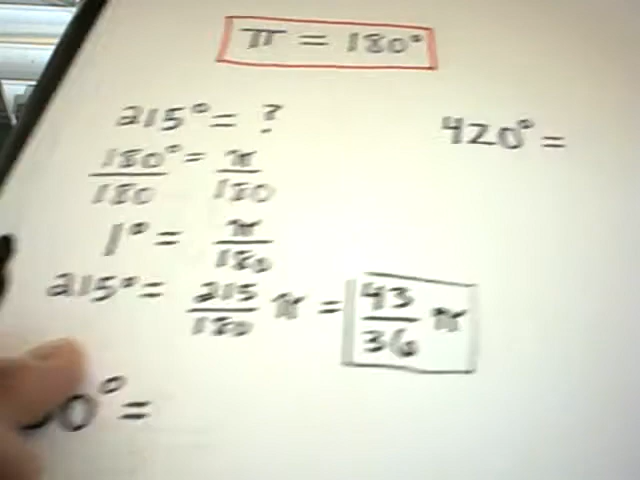 π = 180°
215° = ?
180° = π
180 180
1° = π
180
215° = 215 π = 43 π
180 36
0° =
420° =